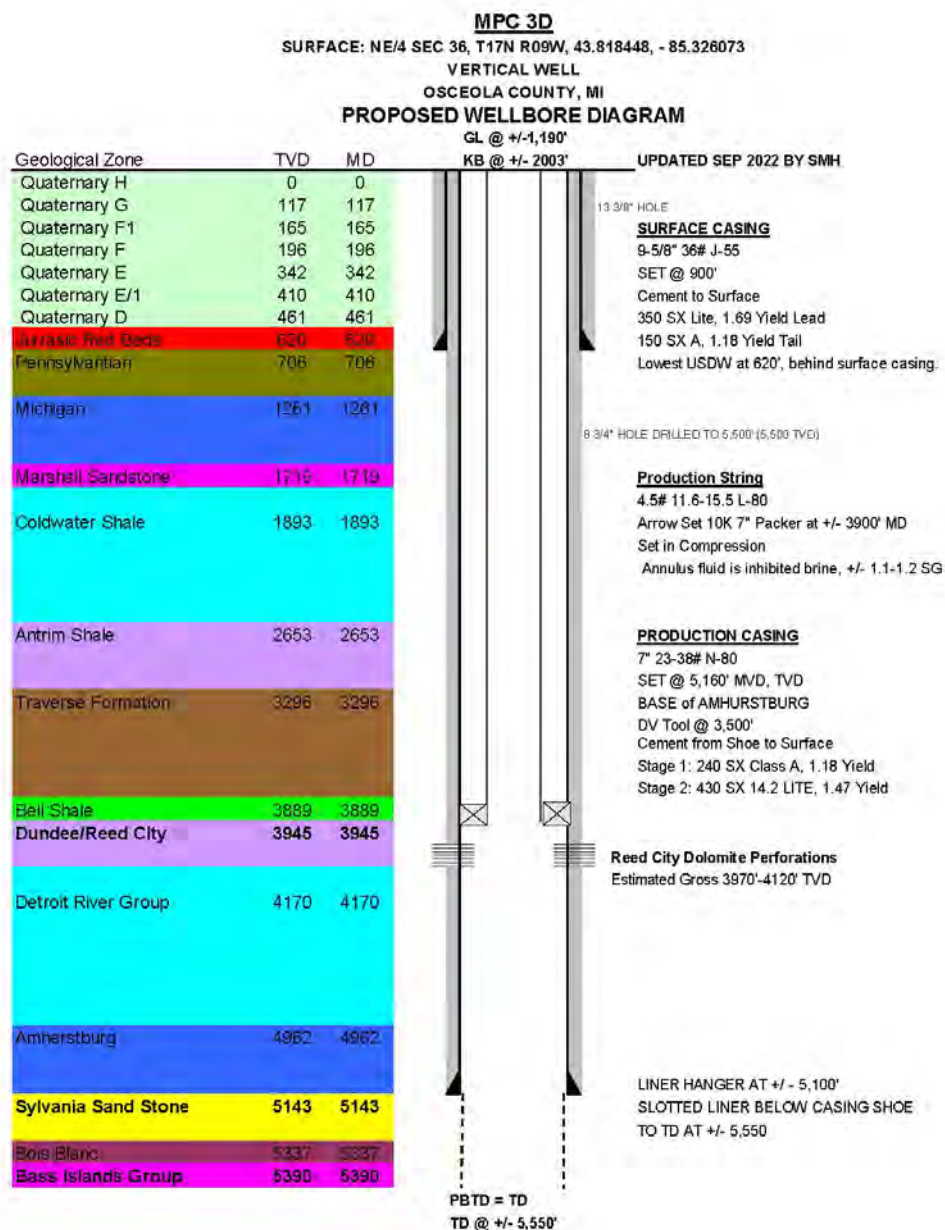 MPC 3D
SURFACE: NE/4 SEC 36, T17N R09W, 43.818448, - 85.326073
VERTICAL WELL
OSCEOLA COUNTY, MI
PROPOSED WELLBORE DIAGRAM
GL @ +/-1,190'
Geological Zone TVD MD KB @ +/- 2003' UPDATED SEP 2022 BY SMH
Quaternary H 0 0
Quaternary G 117 117
Quaternary F1 165 165
Quaternary F 196 196
Quaternary E 342 342
Quaternary E/1 410 410
Quaternary D 461 461
Jurrasic Red Beds 620 620
Pennsylvantian 706 706
Michigan 1261 1261
Marshall Sandstone 1719 1719
Coldwater Shale 1893 1893
Antrim Shale 2653 2653
Traverse Formation 3296 3296
Bell Shale 3889 3889
Dundee/Reed City 3945 3945
Detroit River Group 4170 4170
Amherstburg 4962 4962
Sylvania Sand Stone 5143 5143
Bois Blanc 5337 5337
Bass Islands Group 5390 5390
13 3/8" HOLE
SURFACE CASING
9-5/8" 36# J-55
SET @ 900'
Cement to Surface
350 SX Lite, 1.69 Yield Lead
150 SX A, 1.18 Yield Tail
Lowest USDW at 620', behind surface casing.
8 3/4" HOLE DRILLED TO 5,500' (5,500 TVD)
Production String
4.5# 11.6-15.5 L-80
Arrow Set 10K 7" Packer at +/- 3900' MD
Set in Compression
Annulus fluid is inhibited brine, +/- 1.1-1.2 SG
PRODUCTION CASING
7" 23-38# N-80
SET @ 5,160' MVD, TVD
BASE of AMHURSTBURG
DV Tool @ 3,500'
Cement from Shoe to Surface
Stage 1: 240 SX Class A, 1.18 Yield
Stage 2: 430 SX 14.2 LITE, 1.47 Yield
Reed City Dolomite Perforations
Estimated Gross 3970'-4120' TVD
LINER HANGER AT +/ - 5,100'
SLOTTED LINER BELOW CASING SHOE
TO TD AT +/- 5,550
PBTD = TD
TD @ +/- 5,550'